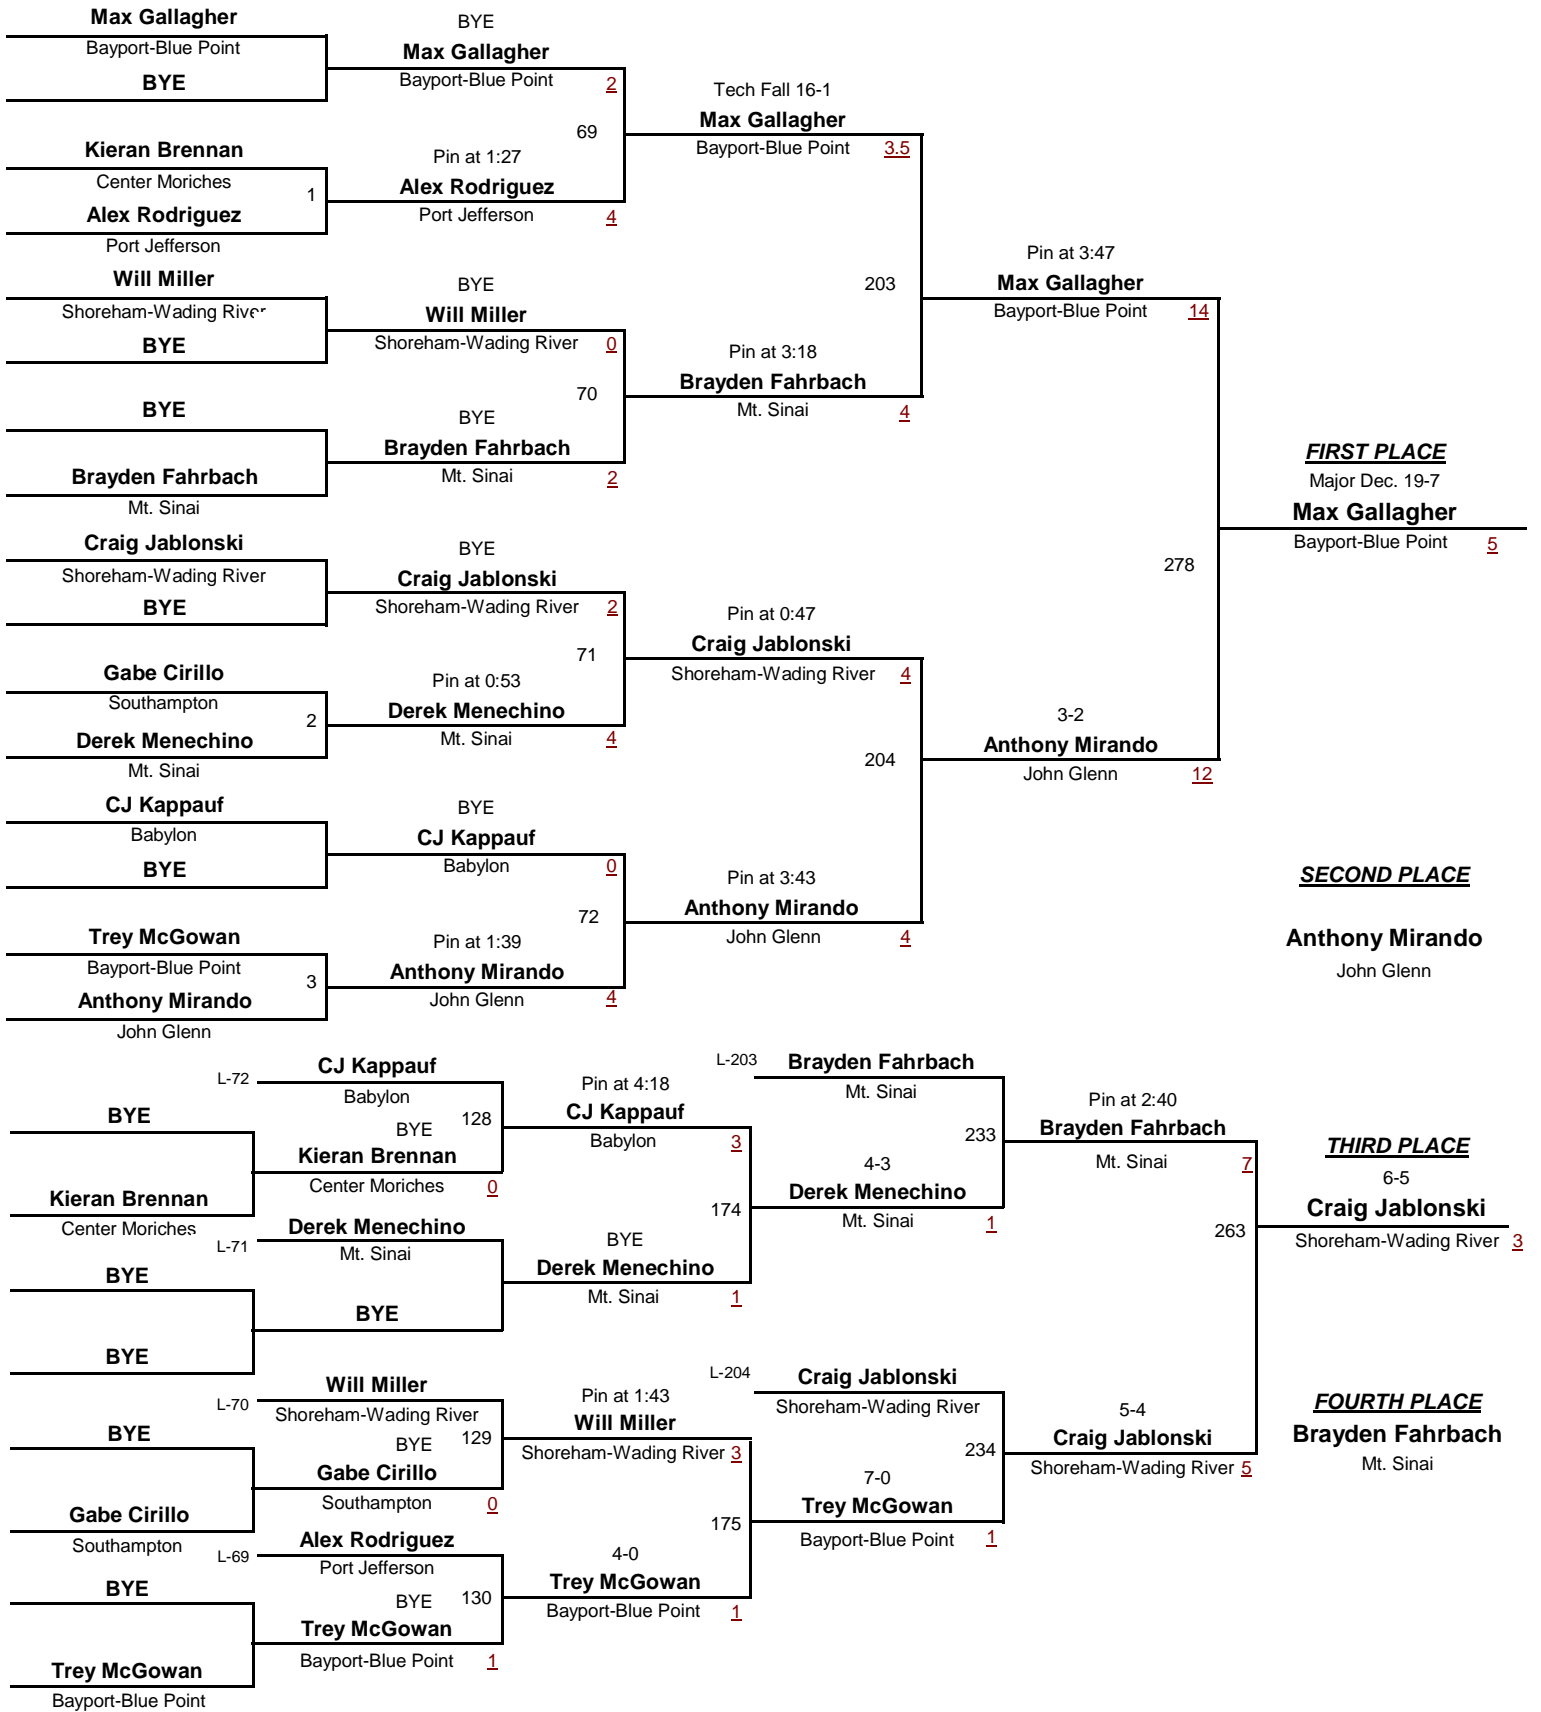 Max Gallagher
Bayport-Blue Point
BYE
Kieran Brennan
Center Moriches
1
Alex Rodriguez
Port Jefferson
Will Miller
Shoreham-Wading River
BYE
BYE
Brayden Fahrbach
Mt. Sinai
Craig Jablonski
Shoreham-Wading River
BYE
Gabe Cirillo
Southampton
2
Derek Menechino
Mt. Sinai
CJ Kappauf
Babylon
BYE
Trey McGowan
Bayport-Blue Point
3
Anthony Mirando
John Glenn
BYE
Max Gallagher
Bayport-Blue Point 2
69
Pin at 1:27
Alex Rodriguez
Port Jefferson 4
BYE
Will Miller
Shoreham-Wading River 0
70
BYE
Brayden Fahrbach
Mt. Sinai 2
BYE
Craig Jablonski
Shoreham-Wading River 2
71
Pin at 0:53
Derek Menechino
Mt. Sinai 4
BYE
CJ Kappauf
Babylon 0
72
Pin at 1:39
Anthony Mirando
John Glenn 4
Tech Fall 16-1
Max Gallagher
Bayport-Blue Point 3.5
203
Pin at 3:18
Brayden Fahrbach
Mt. Sinai 4
Pin at 0:47
Craig Jablonski
Shoreham-Wading River 4
204
Pin at 3:43
Anthony Mirando
John Glenn 4
Pin at 3:47
Max Gallagher
Bayport-Blue Point 14
278
3-2
Anthony Mirando
John Glenn 12
FIRST PLACE
Major Dec. 19-7
Max Gallagher
Bayport-Blue Point 5
SECOND PLACE
Anthony Mirando
John Glenn
BYE
Kieran Brennan
Center Moriches
BYE
BYE
BYE
Gabe Cirillo
Southampton
BYE
Trey McGowan
Bayport-Blue Point
L-72 CJ Kappauf
Babylon
128
BYE
Kieran Brennan
Center Moriches 0
L-71 Derek Menechino
Mt. Sinai
BYE
L-70 Will Miller
Shoreham-Wading River
129
BYE
Gabe Cirillo
Southampton 0
L-69 Alex Rodriguez
Port Jefferson
130
BYE
Trey McGowan
Bayport-Blue Point 1
Pin at 4:18
CJ Kappauf
Babylon 3
174
BYE
Derek Menechino
Mt. Sinai 1
Pin at 1:43
Will Miller
Shoreham-Wading River 3
175
4-0
Trey McGowan
Bayport-Blue Point 1
L-203 Brayden Fahrbach
Mt. Sinai
233
4-3
Derek Menechino
Mt. Sinai 1
L-204 Craig Jablonski
Shoreham-Wading River
234
7-0
Trey McGowan
Bayport-Blue Point 1
Pin at 2:40
Brayden Fahrbach
Mt. Sinai 7
263
5-4
Craig Jablonski
Shoreham-Wading River 5
THIRD PLACE
6-5
Craig Jablonski
Shoreham-Wading River 3
FOURTH PLACE
Brayden Fahrbach
Mt. Sinai